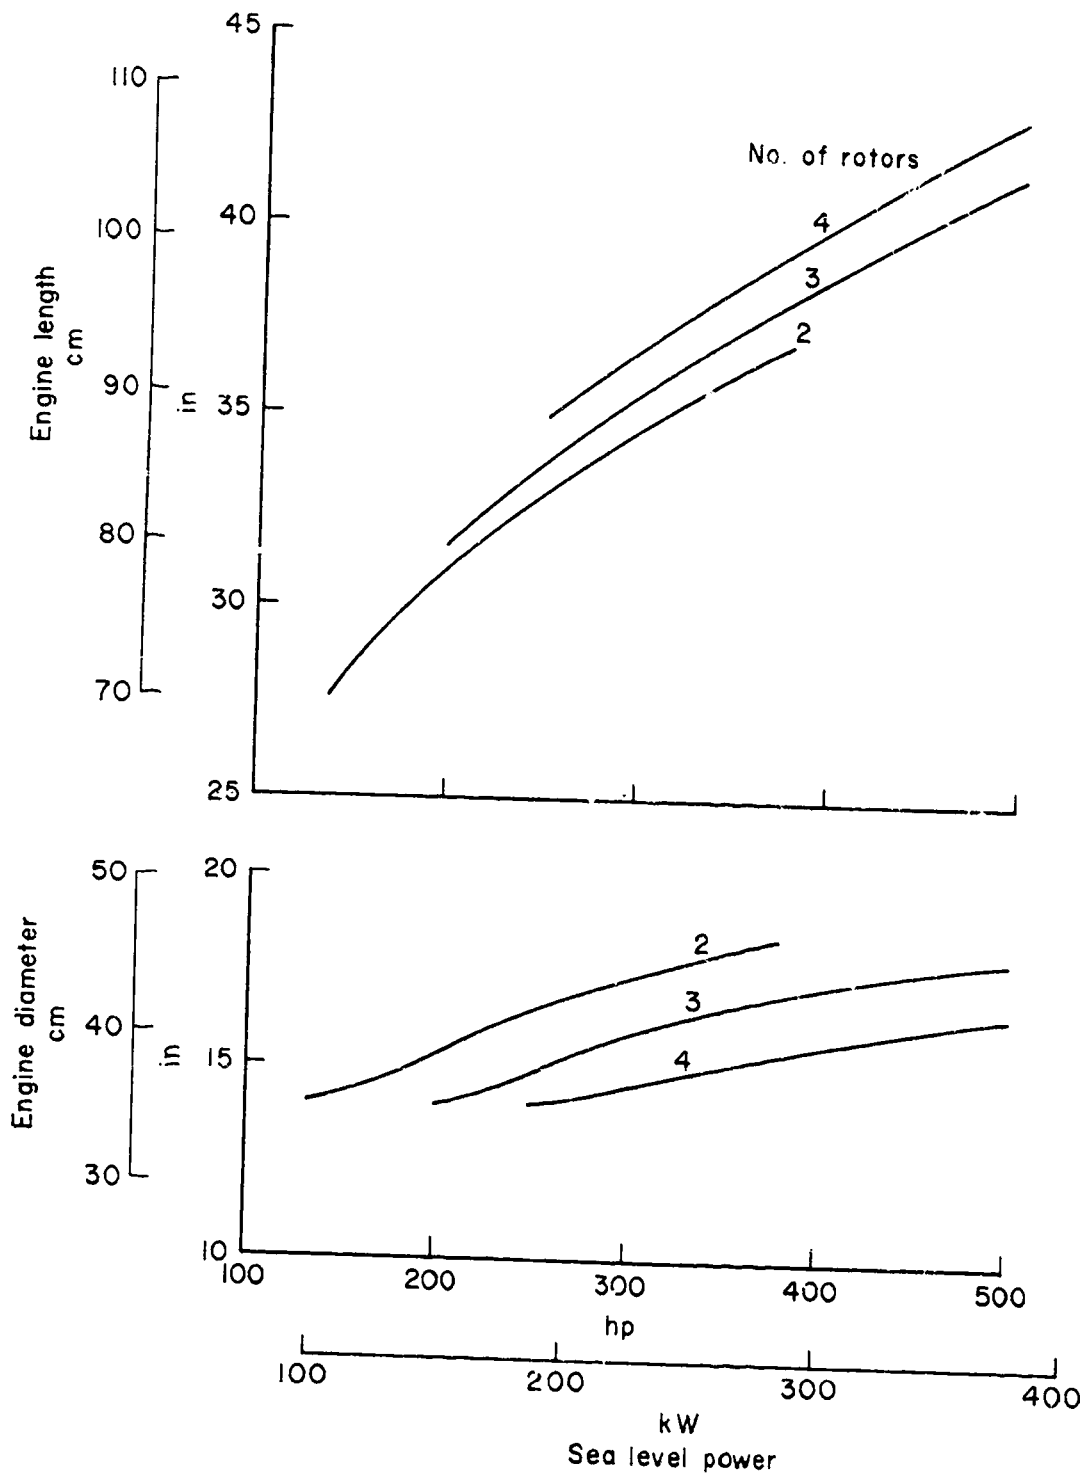 45
110
No. of rotors
40
4
100
3
Engine length
cm
2
90
in
35
80
30
70
25
50
20
2
Engine diameter
cm
3
40
in
15
4
30
10
100 200 300 400 500
hp
100 200 300 400
kW
Sea level power